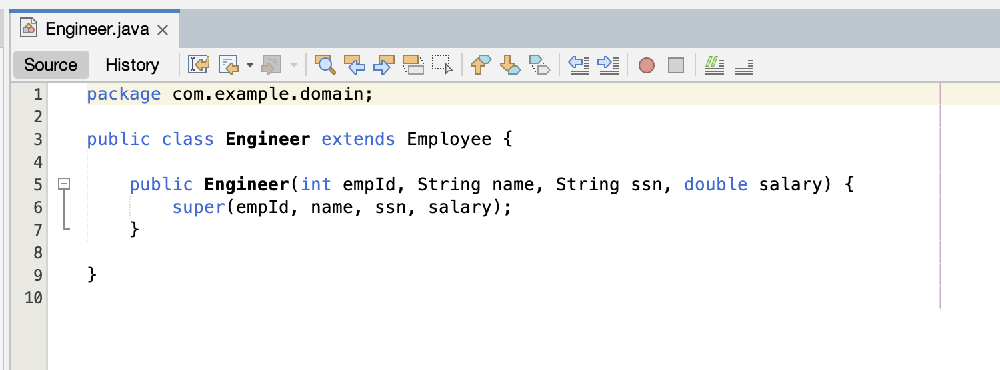 Engineer.java
Source History
1 package com.example.domain;
2
3 public class Engineer extends Employee {
4
5     public Engineer(int empId, String name, String ssn, double salary) {
6         super(empId, name, ssn, salary);
7     }
8
9 }
10